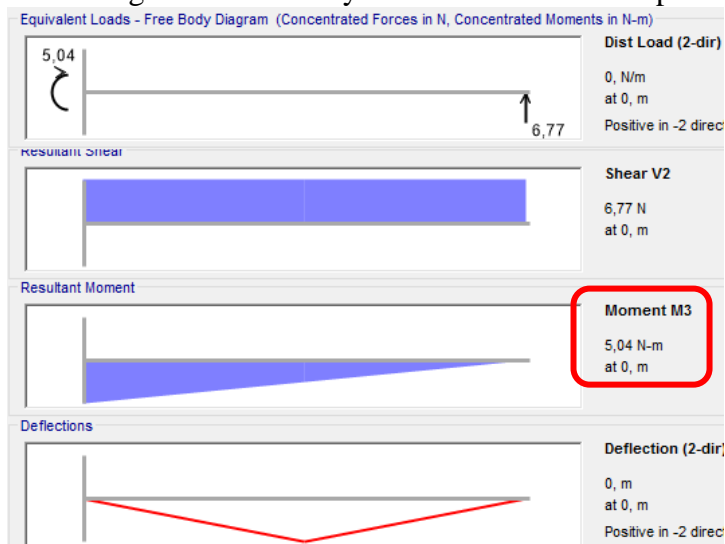 Equivalent Loads - Free Body Diagram (Concentrated Forces in N, Concentrated Moments in N-m)
5,04
6,77
Dist Load (2-dir)
0, N/m
at 0, m
Positive in -2 direc
Resultant Shear
Shear V2
6,77 N
at 0, m
Resultant Moment
Moment M3
5,04 N-m
at 0, m
Deflections
Deflection (2-dir)
0, m
at 0, m
Positive in -2 direc